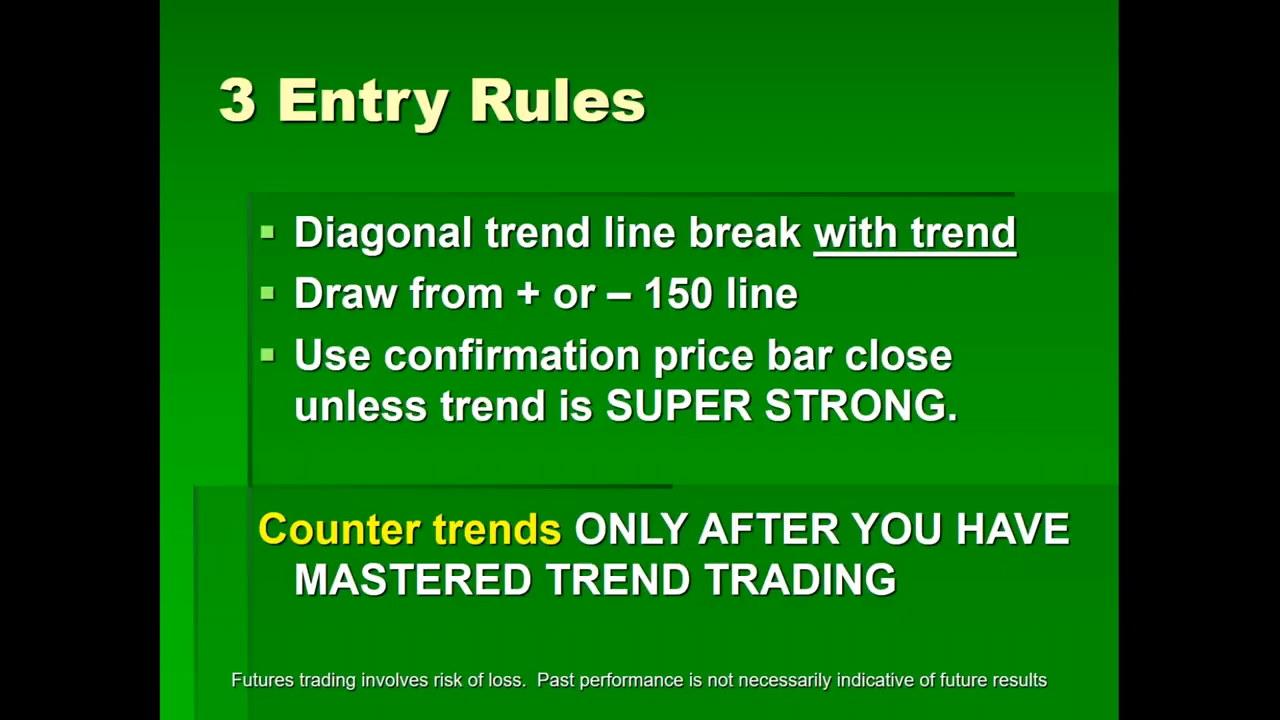 3 Entry Rules
▪ Diagonal trend line break with trend
▪ Draw from + or – 150 line
▪ Use confirmation price bar close
unless trend is SUPER STRONG.
Counter trends ONLY AFTER YOU HAVE
MASTERED TREND TRADING
Futures trading involves risk of loss.  Past performance is not necessarily indicative of future results